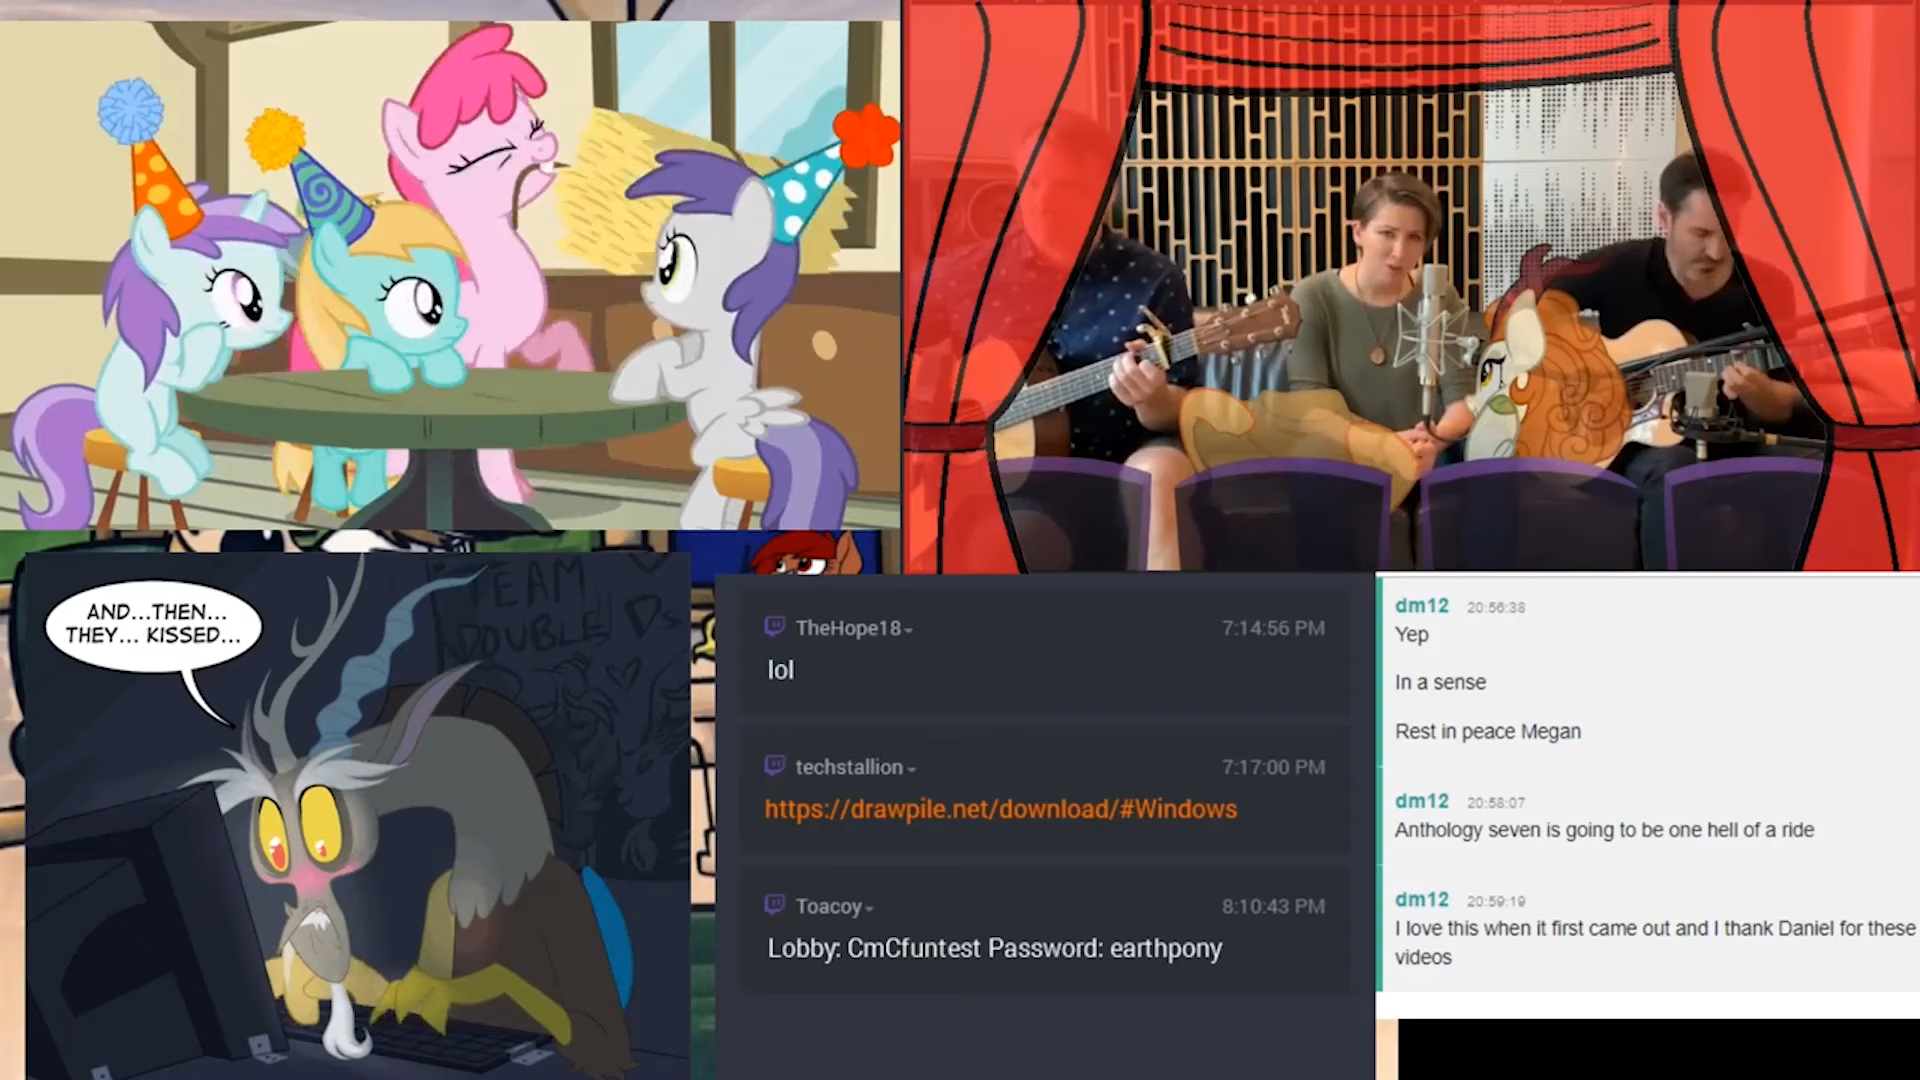 AND...THEN...
THEY... KISSED...
TEAM
DOUBLE Ds
TheHope18
7:14:56 PM
lol
techstallion
7:17:00 PM
https://drawpile.net/download/#Windows
Toacoy
8:10:43 PM
Lobby: CmCfuntest Password: earthpony
dm12 20:56:38
Yep
In a sense
Rest in peace Megan
dm12 20:58:07
Anthology seven is going to be one hell of a ride
dm12 20:59:19
I love this when it first came out and I thank Daniel for these
videos